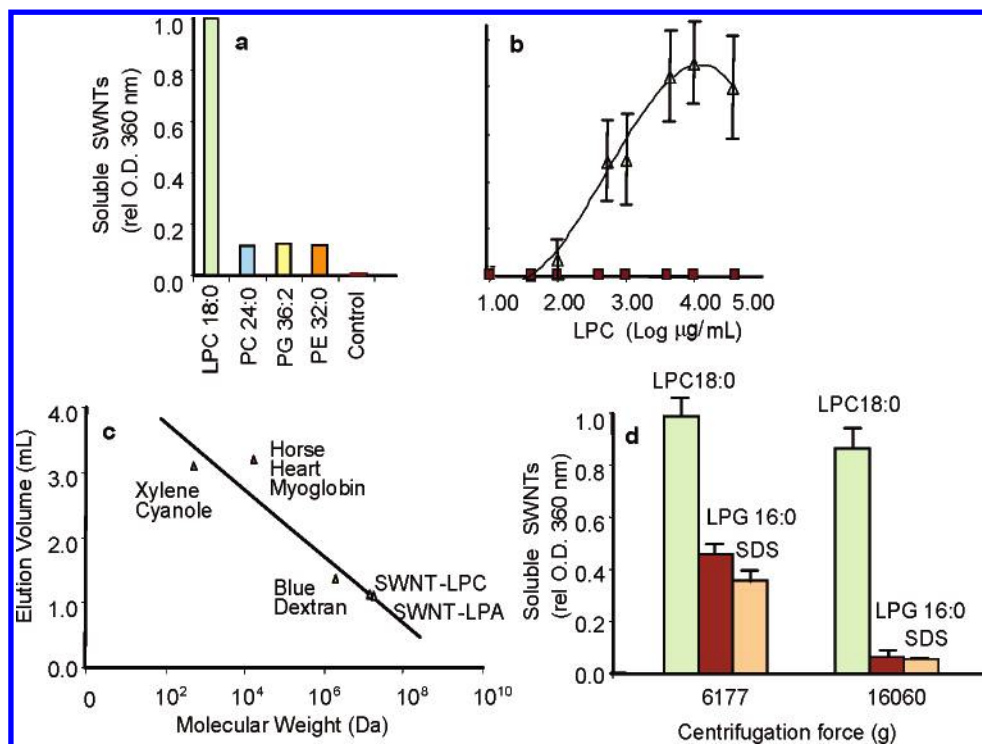 a
Soluble SWNTs
(rel O.D. 360 nm)
1.0
0.8
0.6
0.4
0.2
0.0
LPC 18:0
PC 24:0
PG 36:2
PE 32:0
Control
b
1.00 2.00 3.00 4.00 5.00
LPC (Log µg/mL)
c
Elution Volume (mL)
4.0
3.0
2.0
1.0
0.0
Xylene
Cyanole
Horse
Heart
Myoglobin
Blue
Dextran
SWNT-LPC
SWNT-LPA
0 10² 10⁴ 10⁶ 10⁸ 10¹⁰
Molecular Weight (Da)
d
Soluble SWNTs
(rel O.D. 360 nm)
1.0
0.8
0.6
0.4
0.2
0.0
LPC18:0
LPG 16:0
SDS
LPC18:0
LPG 16:0
SDS
6177 16060
Centrifugation force (g)